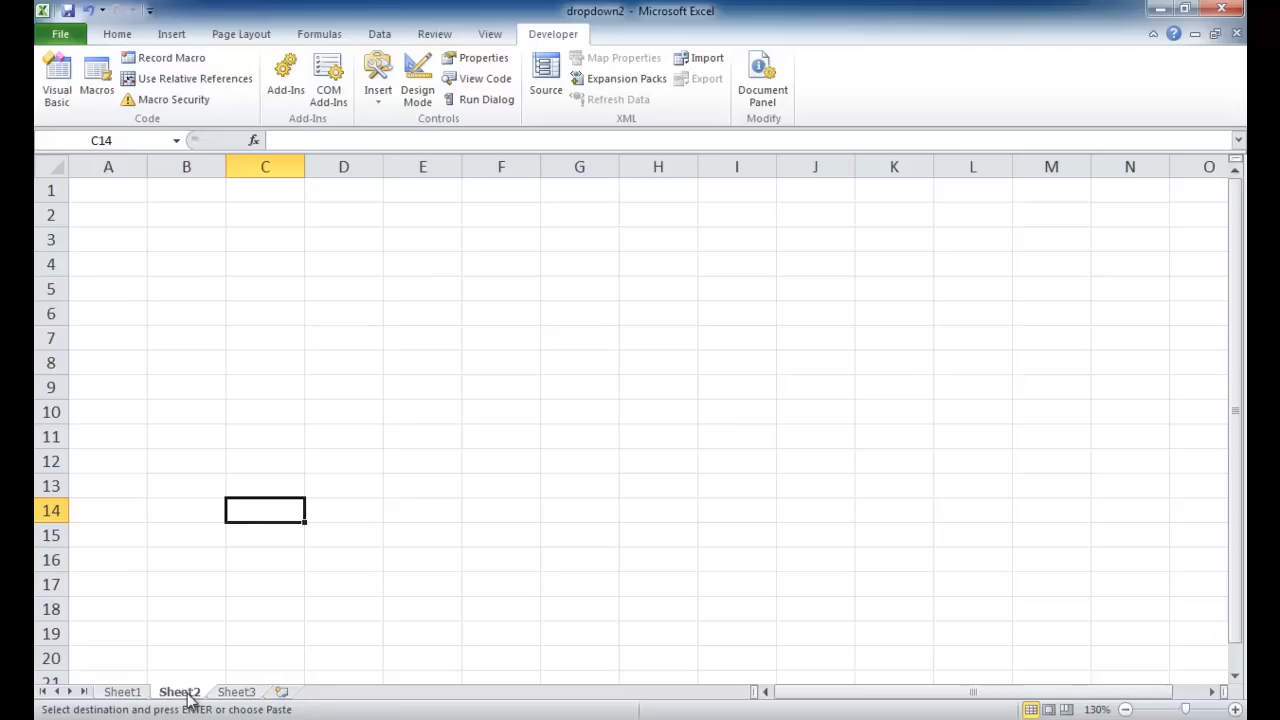 dropdown2 - Microsoft Excel
File Home Insert Page Layout Formulas Data Review View Developer
Visual Basic
Macros
Record Macro
Use Relative References
Macro Security
Code
Add-Ins
COM Add-Ins
Add-Ins
Insert
Design Mode
Properties
View Code
Run Dialog
Controls
Source
Map Properties
Expansion Packs
Refresh Data
Import
Export
XML
Document Panel
Modify
C14 fx
A B C D E F G H I J K L M N O
1
2
3
4
5
6
7
8
9
10
11
12
13
14
15
16
17
18
19
20
21
Sheet1 Sheet2 Sheet3
Select destination and press ENTER or choose Paste 130%